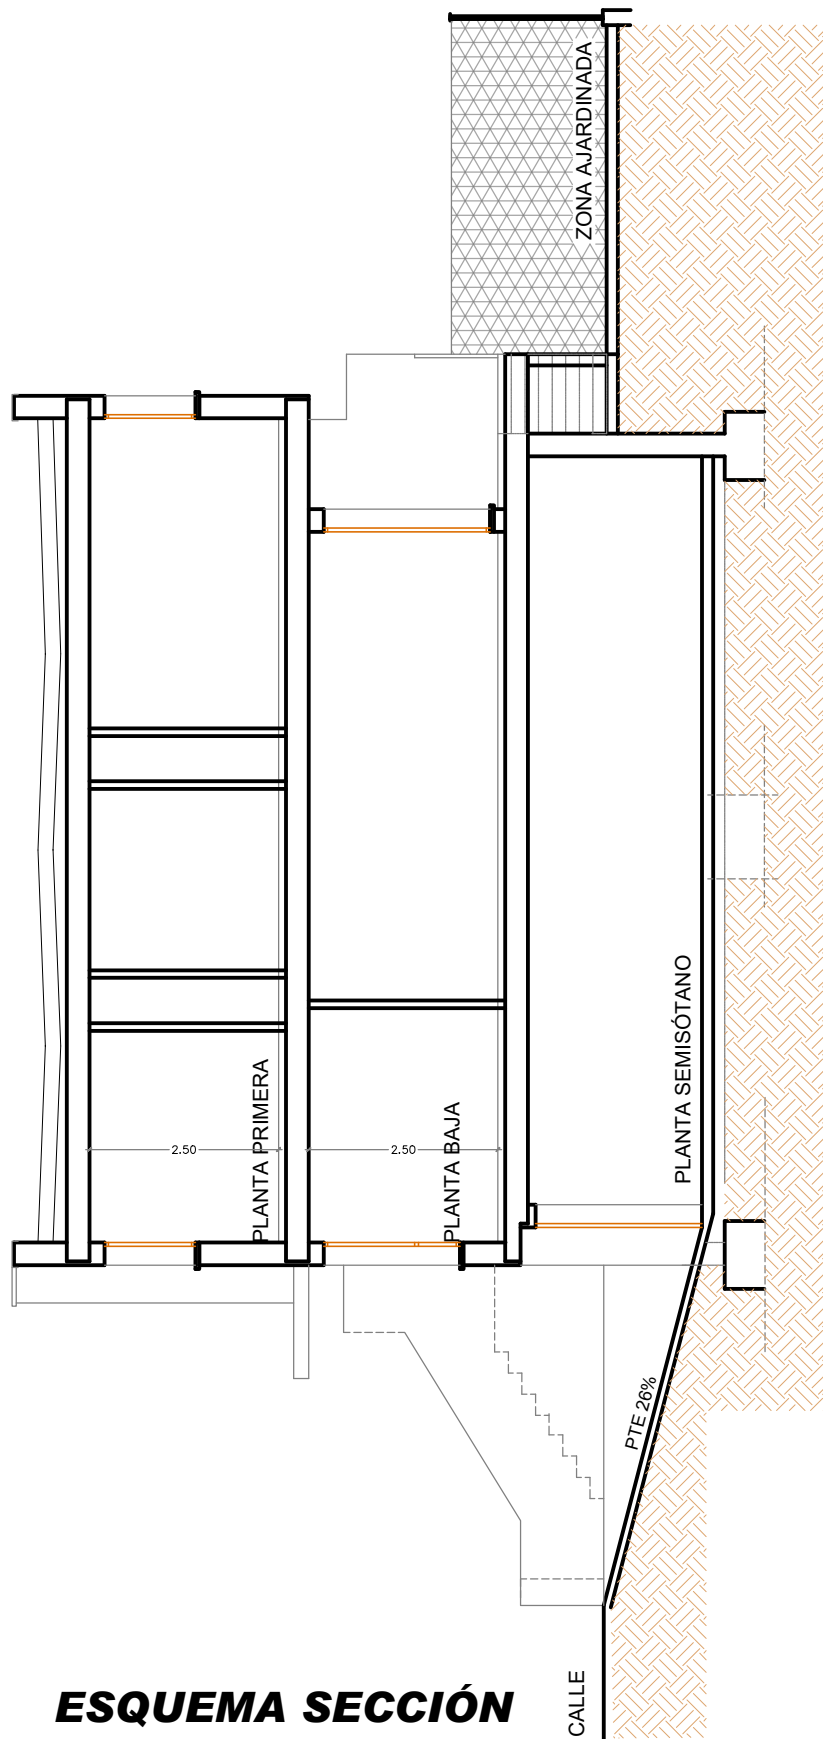 ZONA AJARDINADA
PLANTA PRIMERA
2.50
PLANTA BAJA
2.50
PLANTA SEMISÓTANO
PTE 26%
CALLE
ESQUEMA SECCIÓN